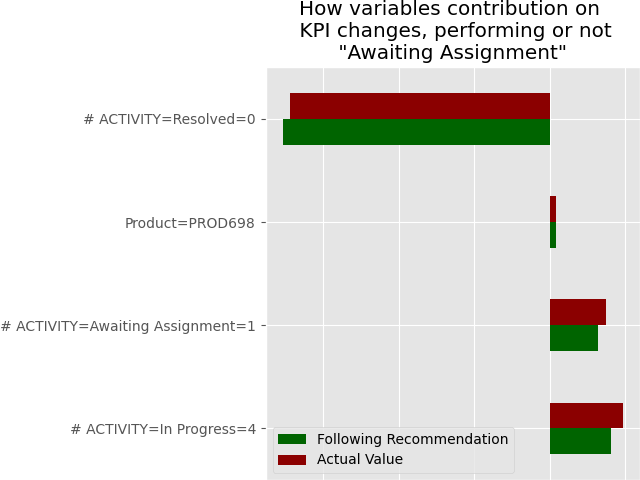 How variables contribution on
KPI changes, performing or not
"Awaiting Assignment"
# ACTIVITY=Resolved=0
Product=PROD698
# ACTIVITY=Awaiting Assignment=1
# ACTIVITY=In Progress=4
Following Recommendation
Actual Value